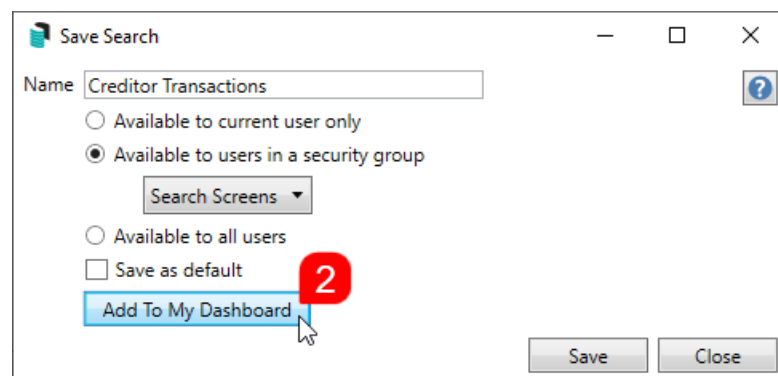 Save Search
Name Creditor Transactions
?
Available to current user only
Available to users in a security group
Search Screens
Available to all users
Save as default
2
Add To My Dashboard
Save Close